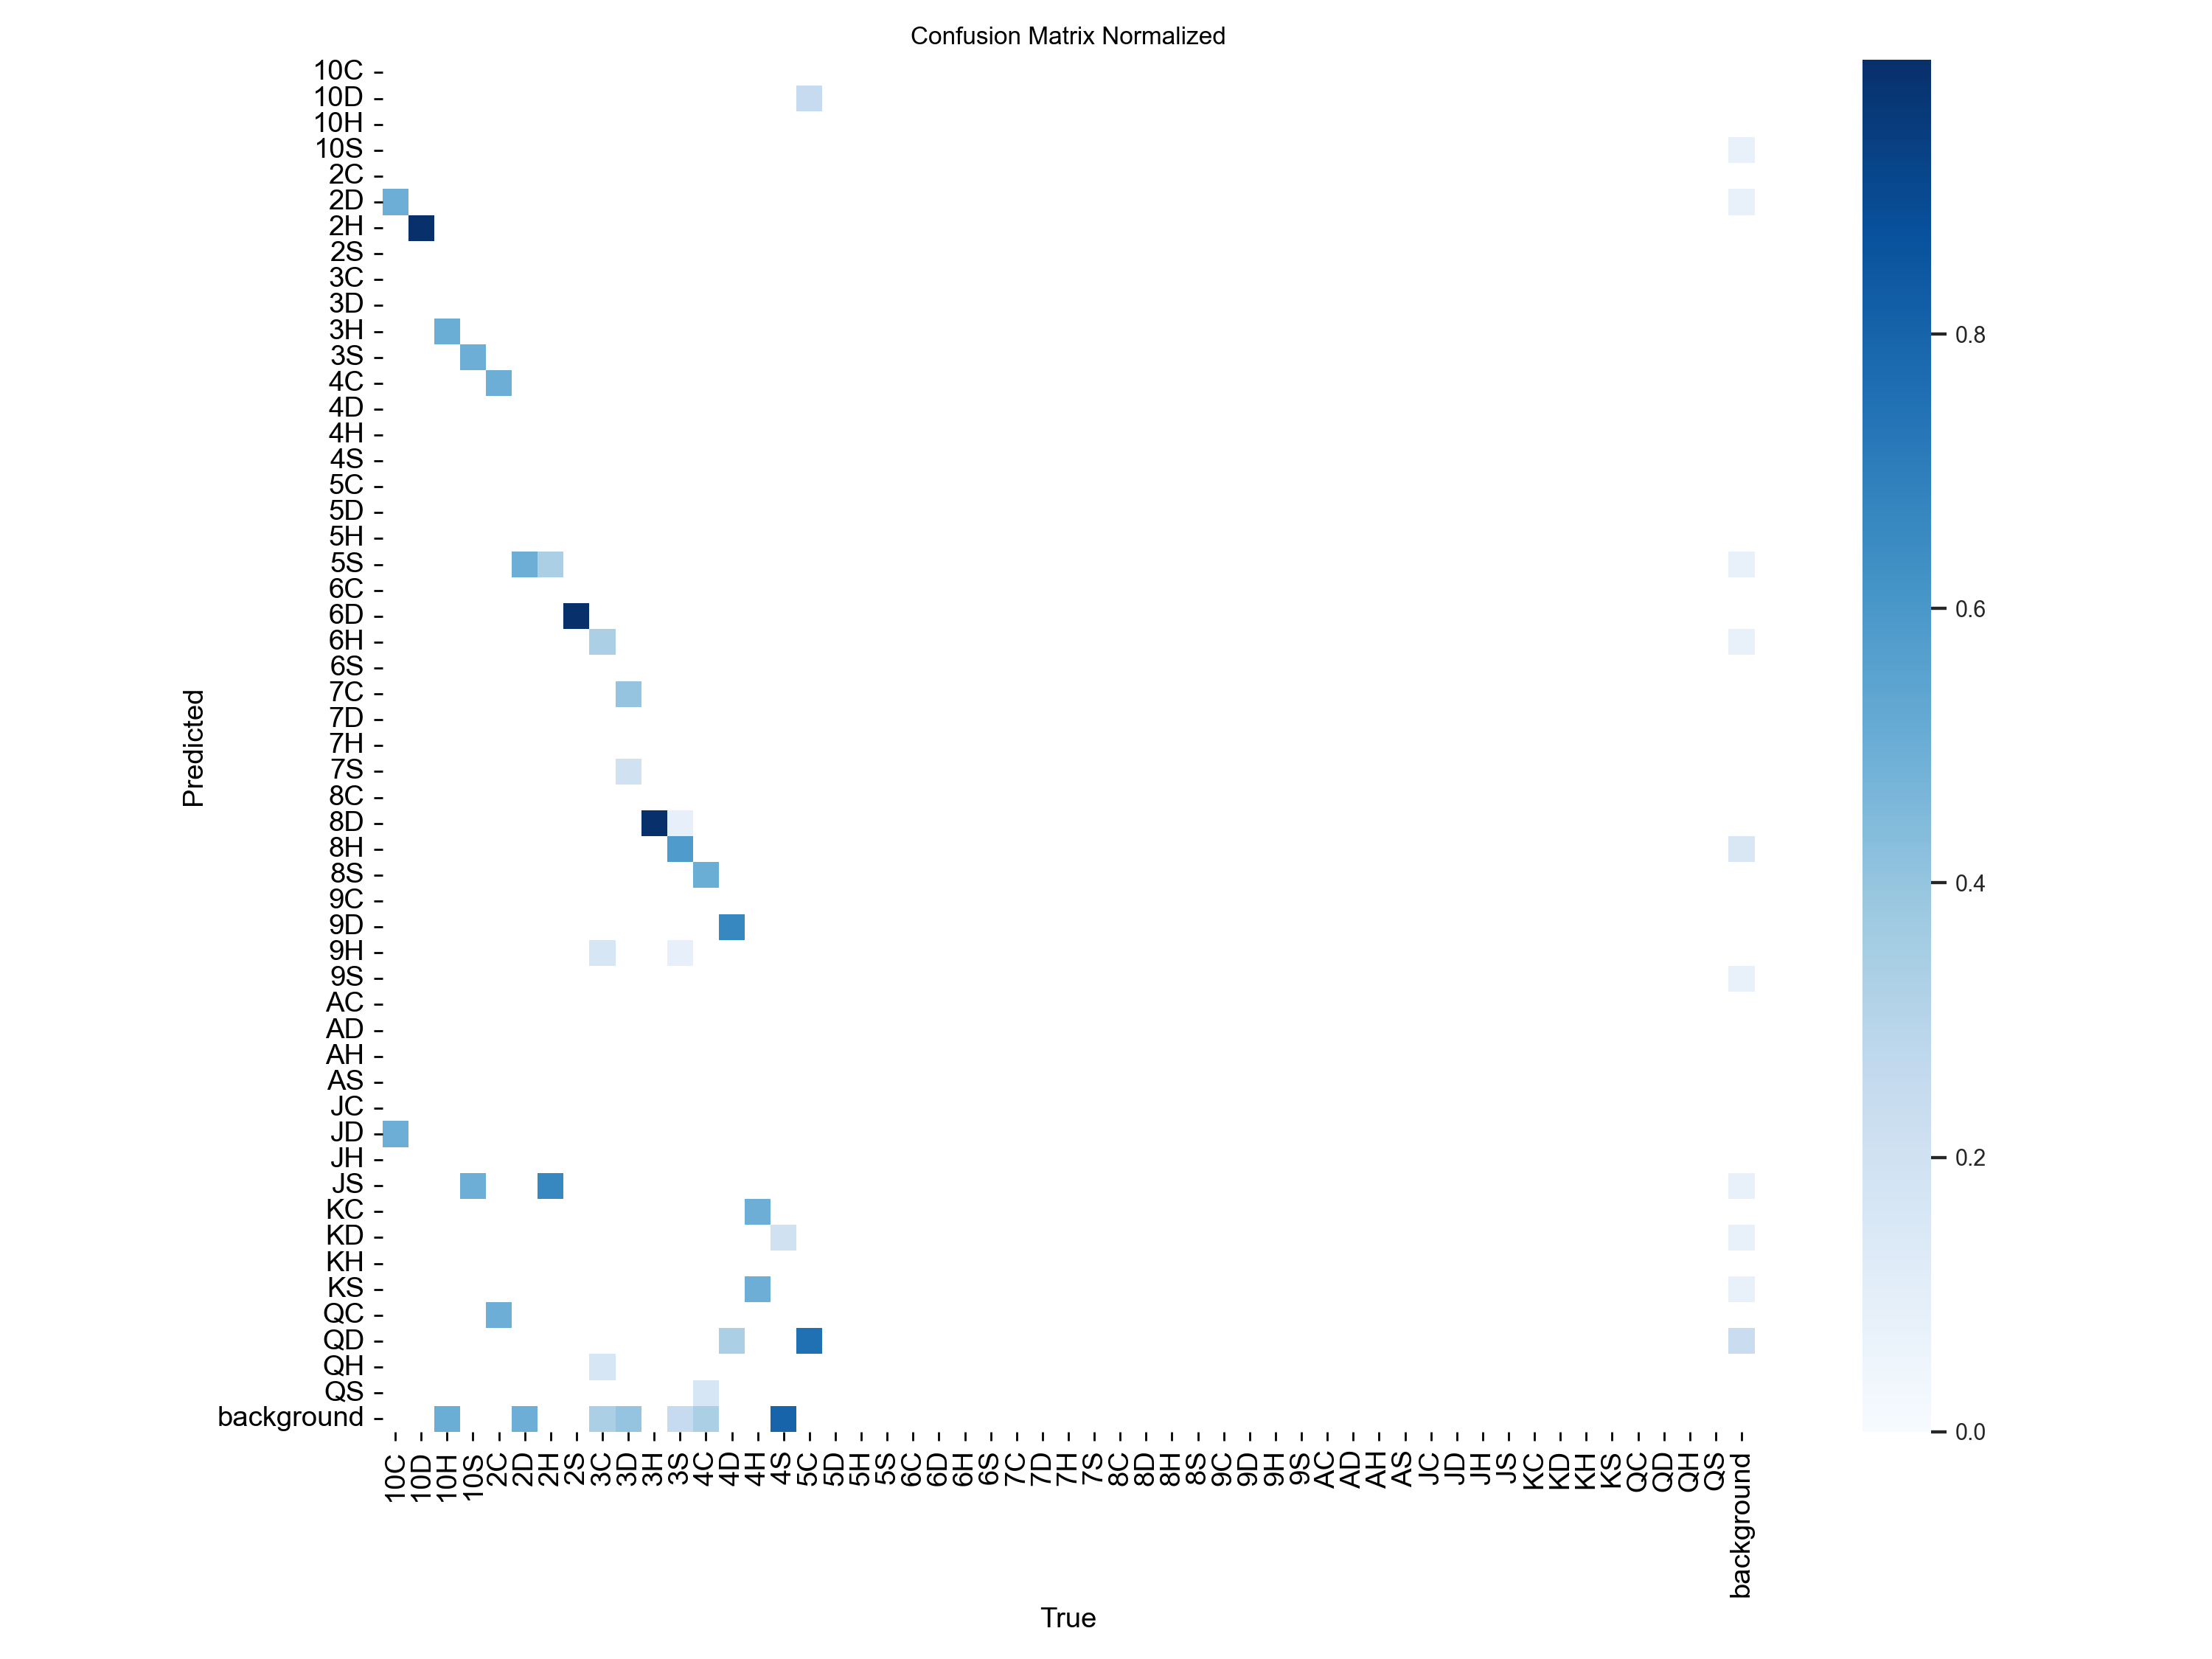 Confusion Matrix Normalized
10C
10D
10H
10S
2C
2D
2H
2S
3C
3D
3H
3S
4C
4D
4H
4S
5C
5D
5H
5S
6C
6D
6H
6S
7C
7D
7H
7S
8C
8D
8H
8S
9C
9D
9H
9S
AC
AD
AH
AS
JC
JD
JH
JS
KC
KD
KH
KS
QC
QD
QH
QS
background
Predicted
10C 10D 10H 10S 2C 2D 2H 2S 3C 3D 3H 3S 4C 4D 4H 4S 5C 5D 5H 5S 6C 6D 6H 6S 7C 7D 7H 7S 8C 8D 8H 8S 9C 9D 9H 9S AC AD AH AS JC JD JH JS KC KD KH KS QC QD QH QS background
True
0.8
0.6
0.4
0.2
0.0